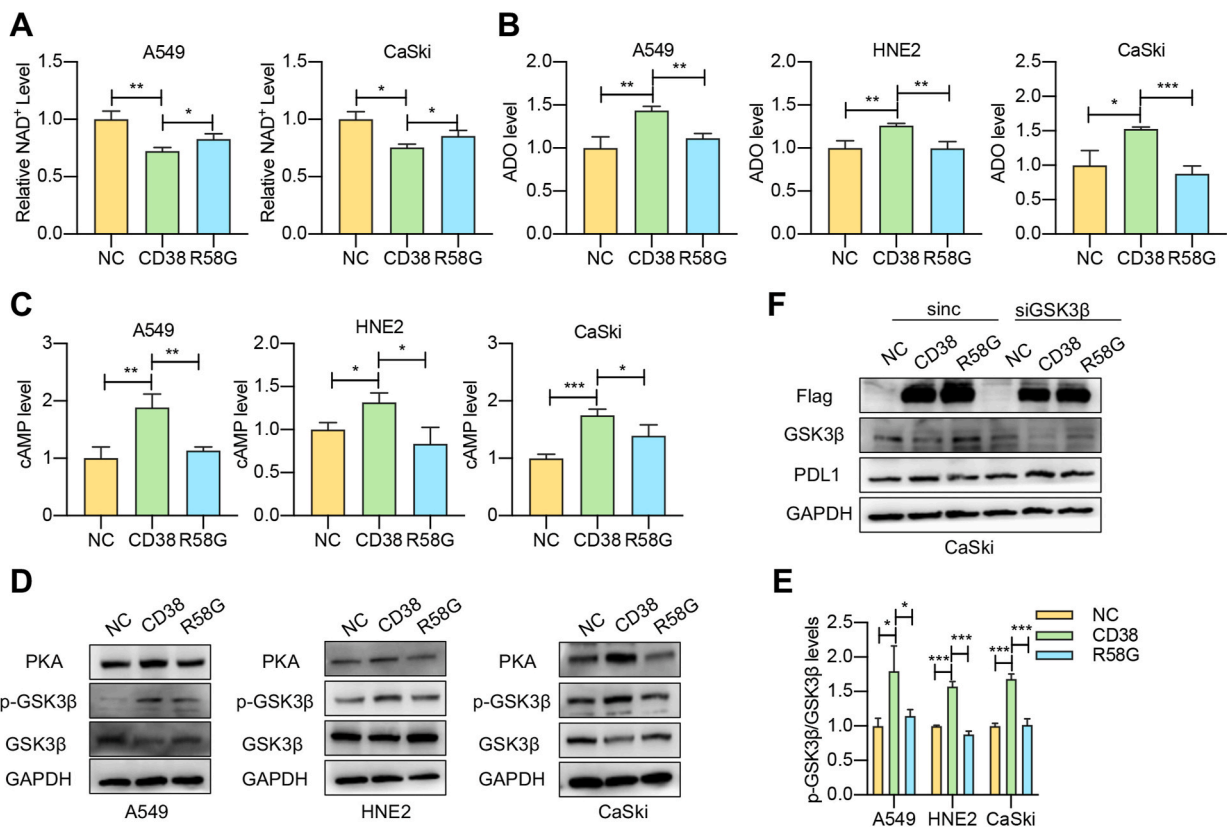 A
A549
Relative NAD+ Level
1.5
1.0
0.5
0.0
** *
NC CD38 R58G
CaSki
Relative NAD+ Level
1.5
1.0
0.5
0.0
* *
NC CD38 R58G
B
A549
ADO level
2.0
1.5
1.0
0.5
0.0
** **
NC CD38 R58G
HNE2
ADO level
2.0
1.5
1.0
0.5
0.0
** **
NC CD38 R58G
CaSki
ADO level
2.5
2.0
1.5
1.0
0.5
0.0
* ***
NC CD38 R58G
C
A549
cAMP level
3
2
1
0
** **
NC CD38 R58G
HNE2
cAMP level
2.0
1.5
1.0
0.5
0.0
* *
NC CD38 R58G
CaSki
cAMP level
3
2
1
0
*** *
NC CD38 R58G
F
sinc siGSK3β
NC CD38 R58G NC CD38 R58G
Flag
GSK3β
PDL1
GAPDH
CaSki
D
NC CD38 R58G
PKA
p-GSK3β
GSK3β
GAPDH
A549
NC CD38 R58G
PKA
p-GSK3β
GSK3β
GAPDH
HNE2
NC CD38 R58G
PKA
p-GSK3β
GSK3β
GAPDH
CaSki
E
p-GSK3β/GSK3β levels
2.5
2.0
1.5
1.0
0.5
0.0
* * *** *** *** ***
A549 HNE2 CaSki
NC
CD38
R58G